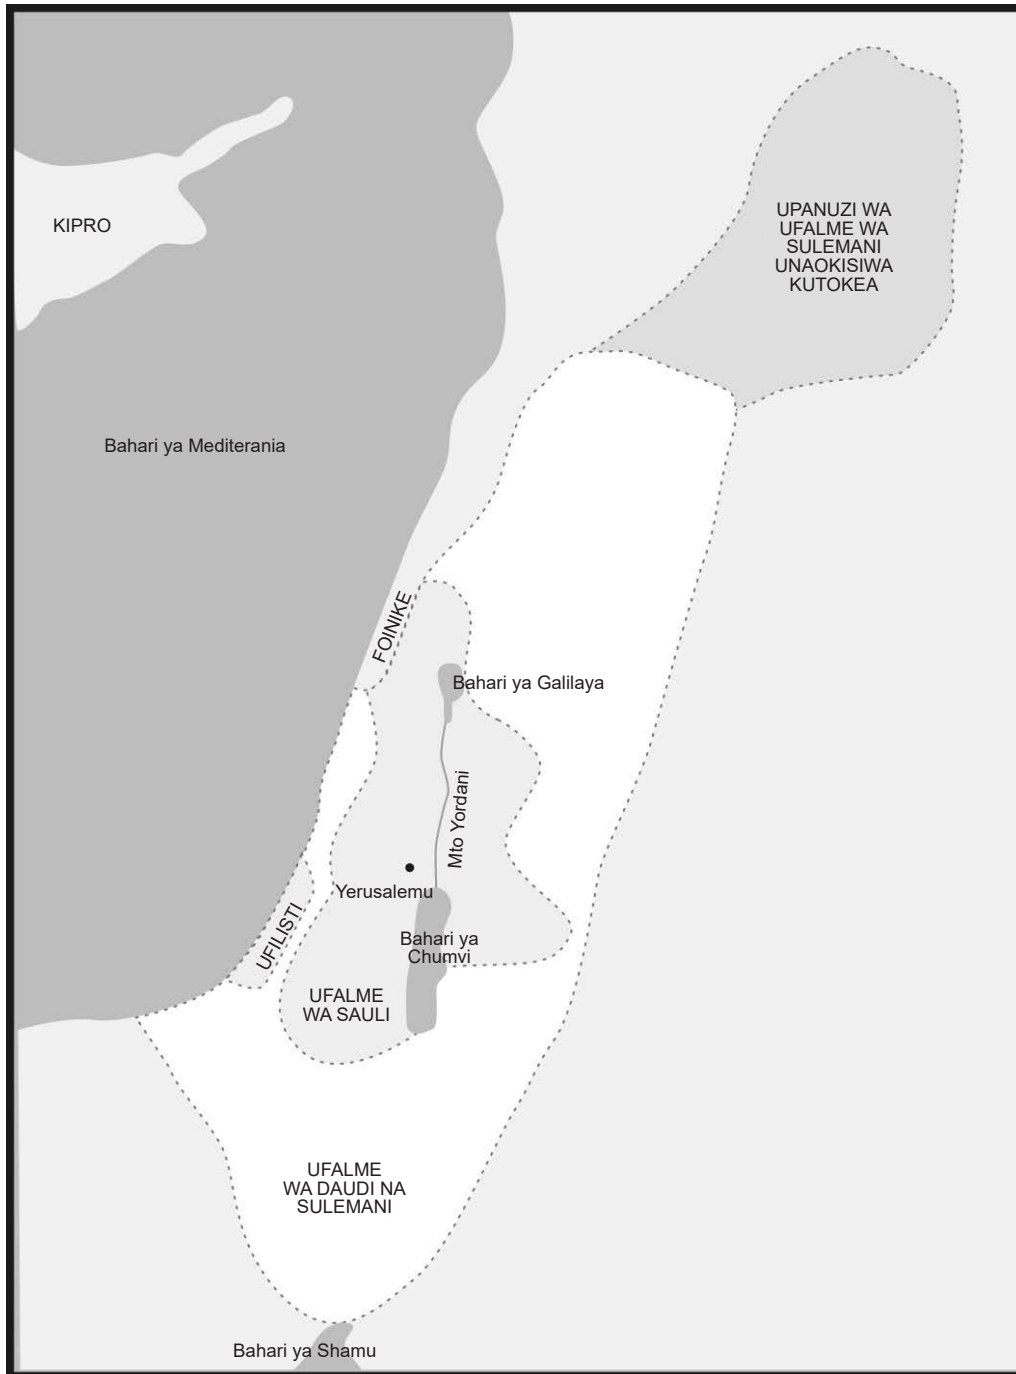 UPANUZI WA
UFALME WA
SULEMANI
UNAOKISIWA
KUTOKEA
KIPRO
Bahari ya Mediterania
FOINIKE
Bahari ya Galilaya
Mto Yordani
Yerusalemu
UFILISTI
Bahari ya
Chumvi
UFALME
WA SAULI
UFALME
WA DAUDI NA
SULEMANI
Bahari ya Shamu